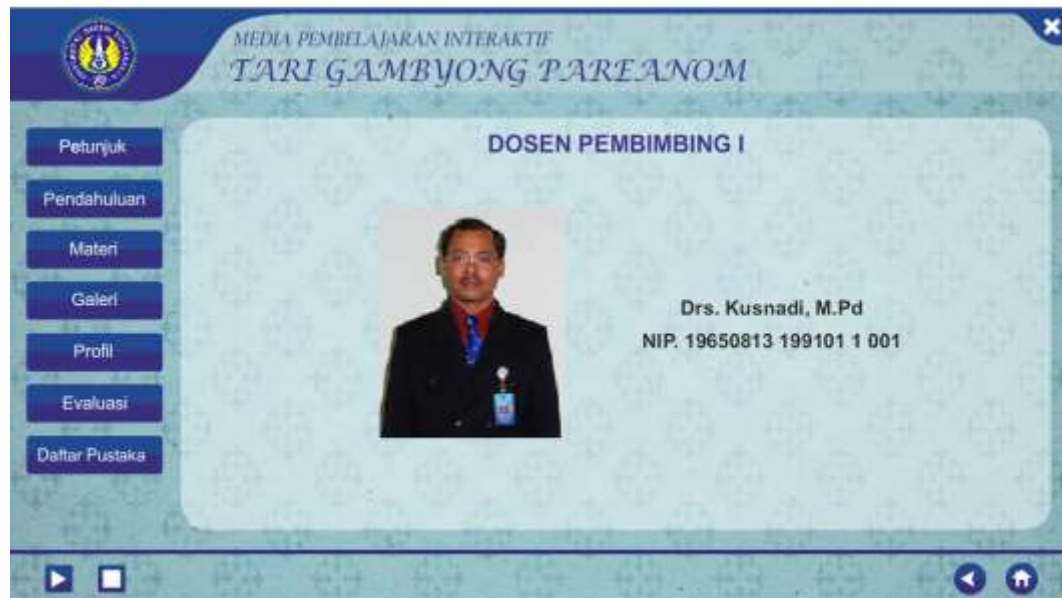 MEDIA PEMBELAJARAN INTERAKTIF
TARI GAMBYONG PAREANOM
Petunjuk
Pendahuluan
Materi
Galeri
Profil
Evaluasi
Daftar Pustaka
DOSEN PEMBIMBING I
Drs. Kusnadi, M.Pd
NIP. 19650813 199101 1 001